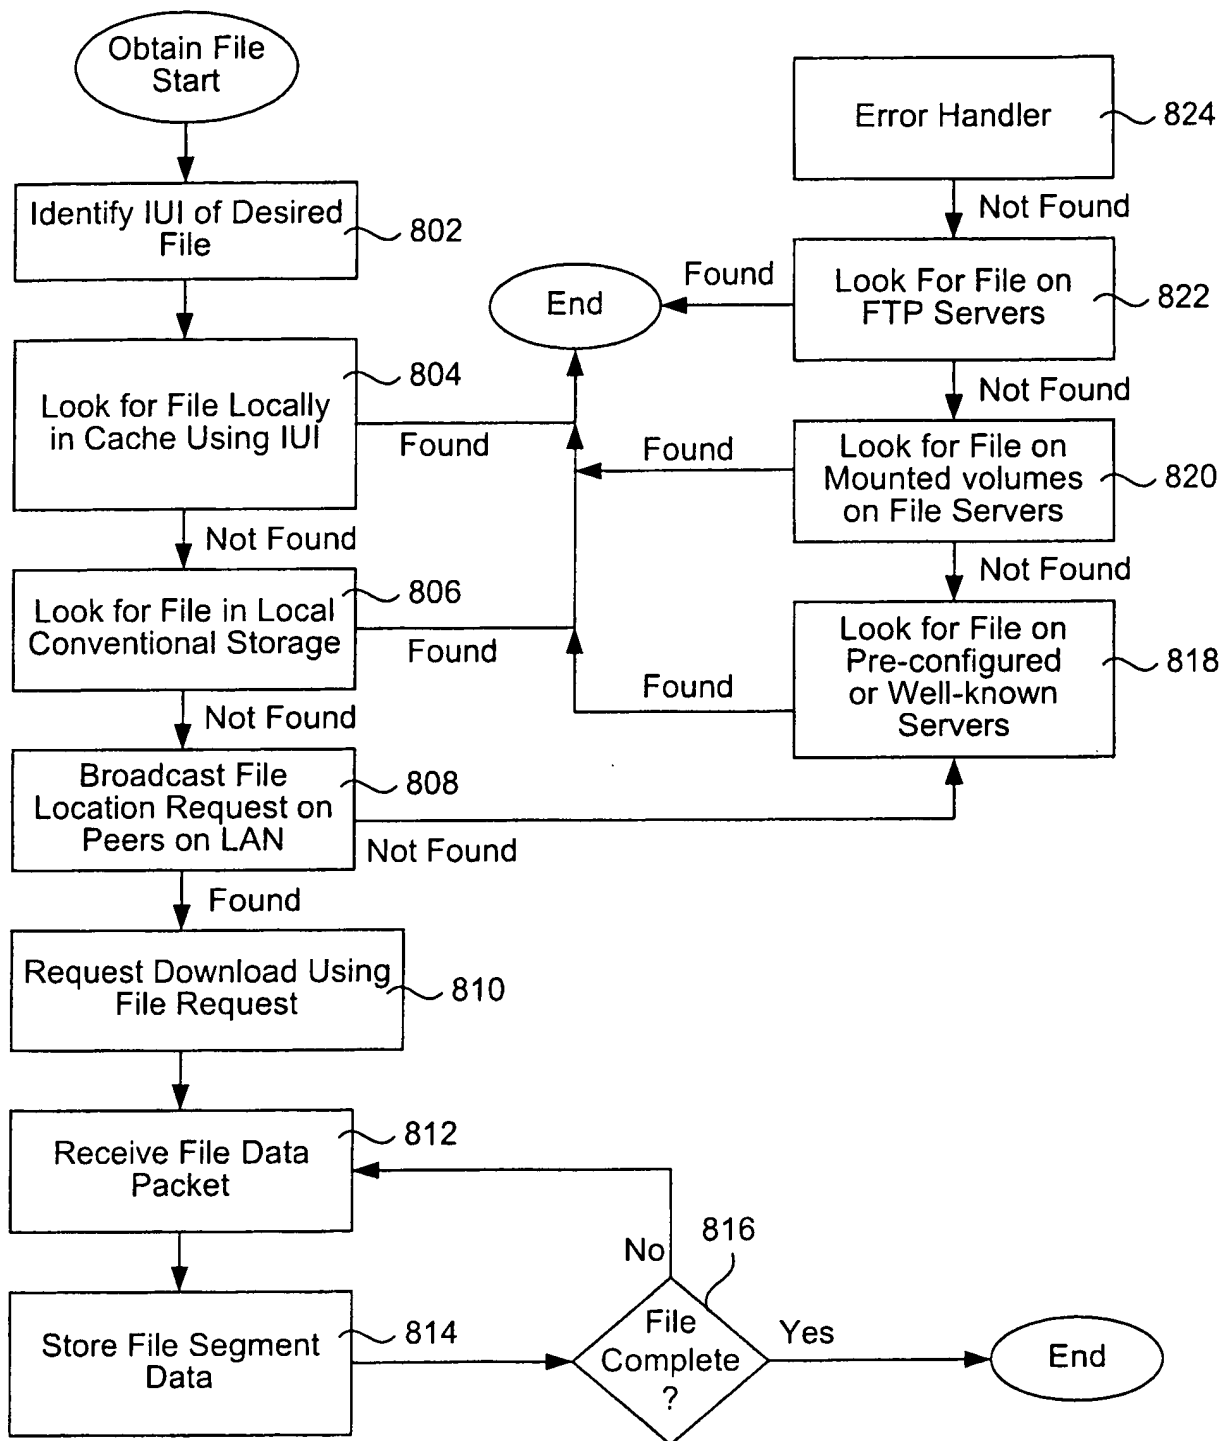 Obtain File
Start
Identify IUI of Desired
File
802
Look for File Locally
in Cache Using IUI
804
Found
Not Found
Look for File in Local
Conventional Storage
806
Found
Not Found
Broadcast File
Location Request on
Peers on LAN
808
Not Found
Found
Request Download Using
File Request
810
Receive File Data
Packet
812
Store File Segment
Data
814
File
Complete
?
816
No
Yes
End
Error Handler
824
Not Found
Look For File on
FTP Servers
822
Found
End
Not Found
Look for File on
Mounted volumes
on File Servers
820
Found
Not Found
Look for File on
Pre-configured
or Well-known
Servers
818
Found